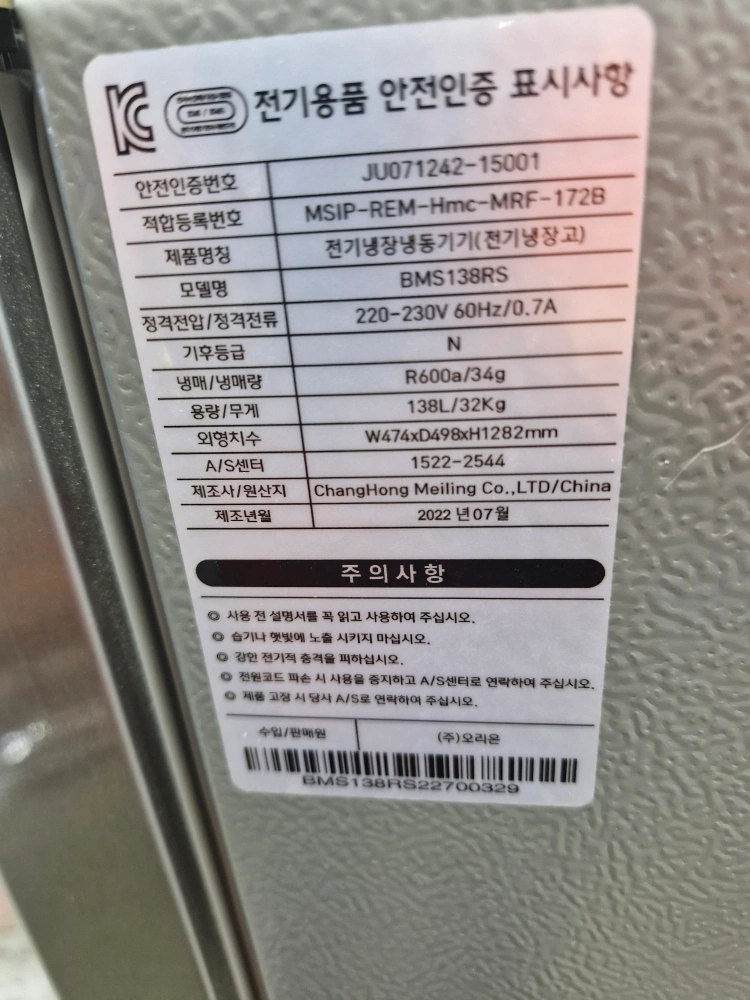 전기용품 안전인증 표시사항
안전인증번호 JU071242-15001
적합등록번호 MSIP-REM-Hmc-MRF-172B
제품명칭 전기냉장냉동기기(전기냉장고)
모델명 BMS138RS
정격전압/정격전류 220-230V 60Hz/0.7A
기후등급 N
냉매/냉매량 R600a/34g
용량/무게 138L/32Kg
외형치수 W474xD498xH1282mm
A/S센터 1522-2544
제조사/원산지 ChangHong Meiling Co.,LTD/China
제조년월 2022 년 07월
주 의 사 항
◎ 사용 전 설명서를 꼭 읽고 사용하여 주십시오.
◎ 습기나 햇빛에 노출 시키지 마십시오.
◎ 강한 전기적 충격을 피하십시오.
◎ 전원코드 파손 시 사용을 중지하고 A/S센터로 연락하여 주십시오.
◎ 제품 고장 시 당사 A/S로 연락하여 주십시오.
수입/판매원 (주)오리온
BMS138RS22700329